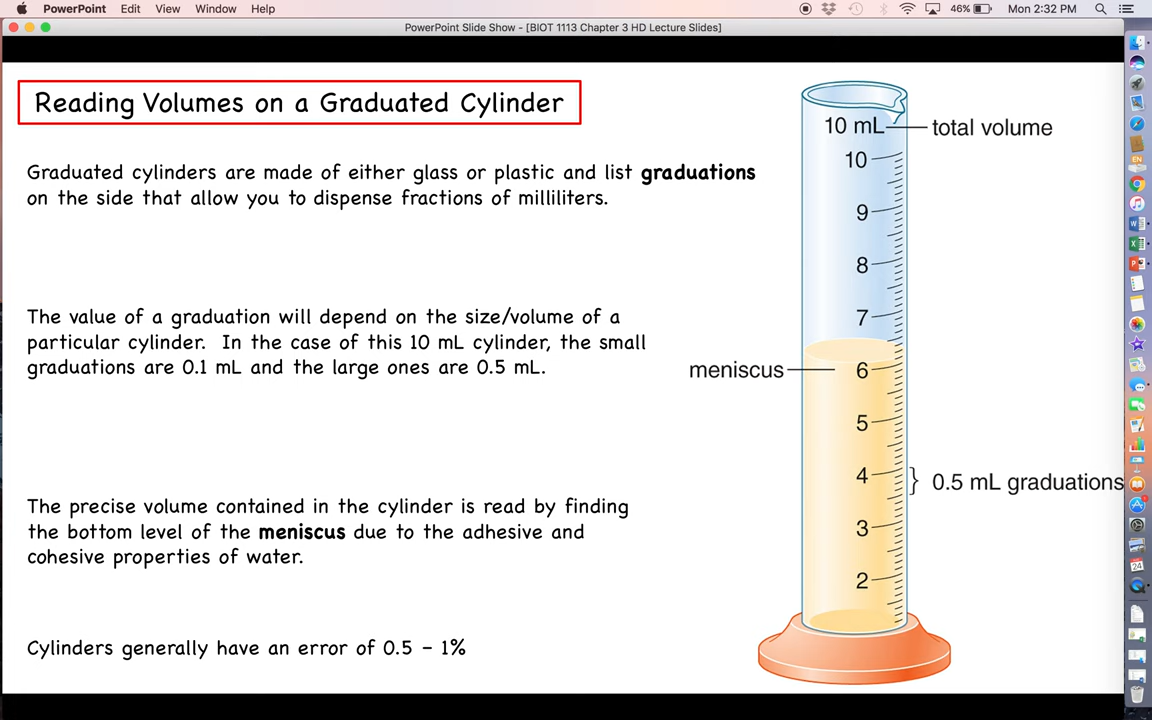 PowerPoint Edit View Window Help 46% Mon 2:32 PM
PowerPoint Slide Show - [BIOT 1113 Chapter 3 HD Lecture Slides]
Reading Volumes on a Graduated Cylinder
Graduated cylinders are made of either glass or plastic and list graduations
on the side that allow you to dispense fractions of milliliters.
The value of a graduation will depend on the size/volume of a
particular cylinder. In the case of this 10 mL cylinder, the small
graduations are 0.1 mL and the large ones are 0.5 mL.
The precise volume contained in the cylinder is read by finding
the bottom level of the meniscus due to the adhesive and
cohesive properties of water.
Cylinders generally have an error of 0.5 – 1%
10 mL
total volume
10
9
8
7
meniscus
6
5
4
} 0.5 mL graduations
3
2
EN
24